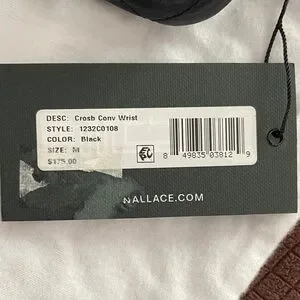 DESC: Crosb Conv Wrist
STYLE: 1232C0108
COLOR: Black
SIZE: M
$175.00
8 49835 03812 9
NALLACE.COM